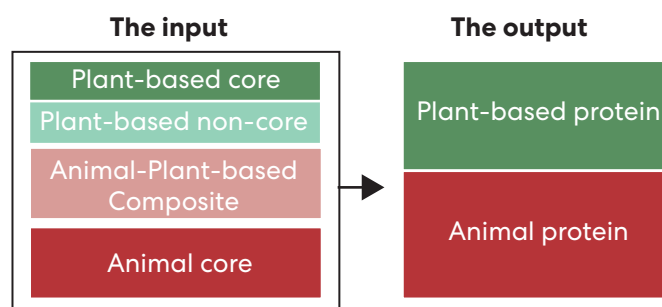 The input
Plant-based core
Plant-based non-core
Animal-Plant-based
Composite
Animal core
The output
Plant-based protein
Animal protein